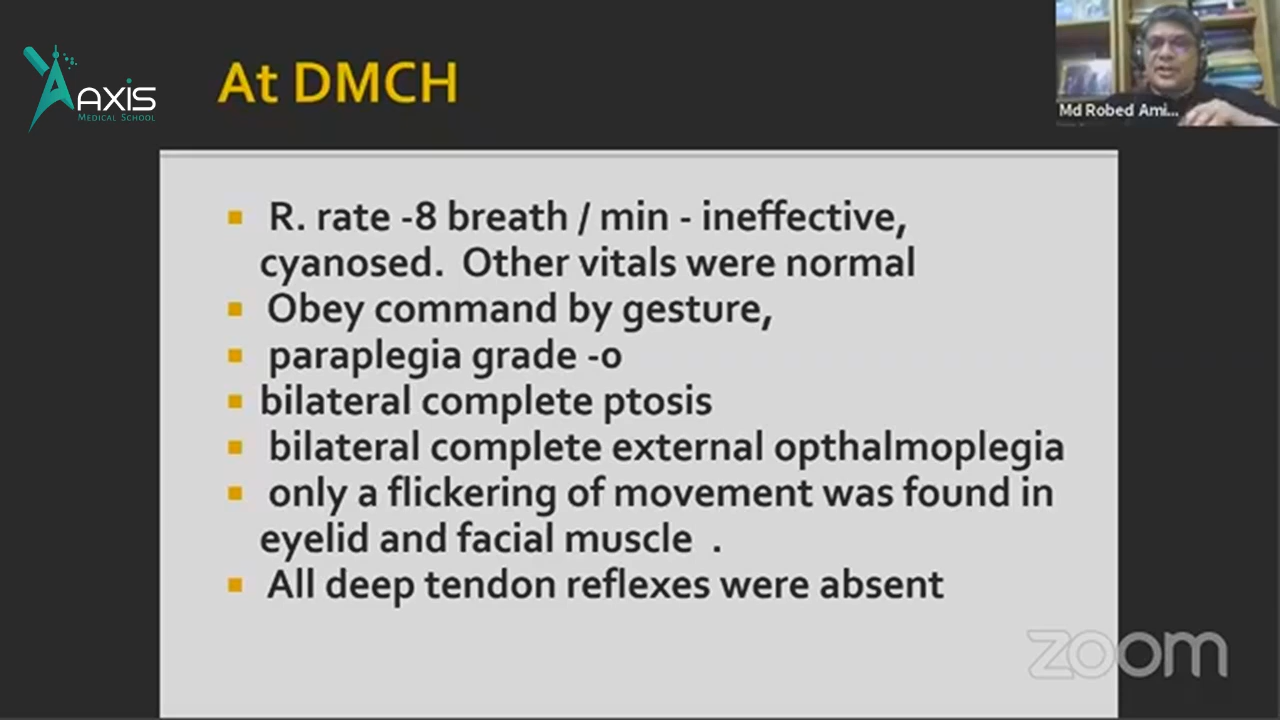 AXIS
MEDICAL SCHOOL
At DMCH
Md Robed Ami...
R. rate -8 breath / min - ineffective,
cyanosed. Other vitals were normal
Obey command by gesture,
paraplegia grade -0
bilateral complete ptosis
bilateral complete external opthalmoplegia
only a flickering of movement was found in
eyelid and facial muscle .
All deep tendon reflexes were absent
zoom